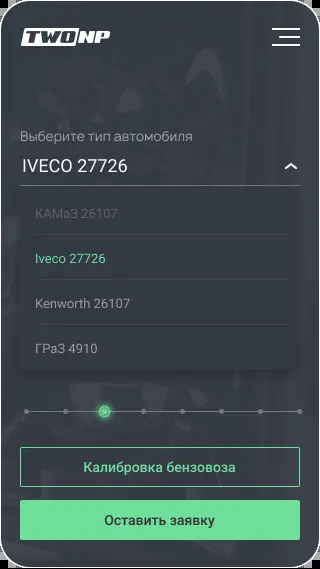 TWONP
Выберите тип автомобиля
IVECO 27726
КАМаЗ 26107
Iveco 27726
Kenworth 26107
ГРаЗ 4910
Калибровка бензовоза
Оставить заявку